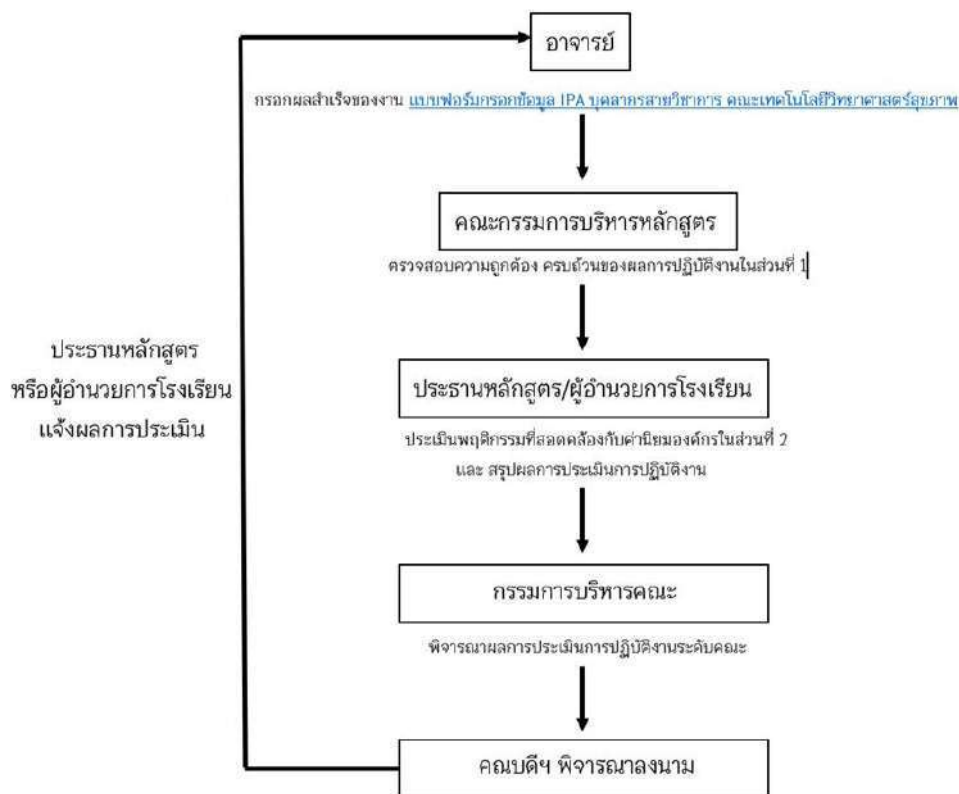 อาจารย์
กรอกผลสำเร็จของงาน แบบฟอร์มกรอกข้อมูล IPA บุคลากรสายวิชาการ คณะเทคโนโลยีวิทยาศาสตร์สุขภาพ
คณะกรรมการบริหารหลักสูตร
ตรวจสอบความถูกต้อง ครบถ้วนของผลการปฏิบัติงานในส่วนที่ 1
ประธานหลักสูตร
หรือผู้อำนวยการโรงเรียน
แจ้งผลการประเมิน
ประธานหลักสูตร/ผู้อำนวยการโรงเรียน
ประเมินพฤติกรรมที่สอดคล้องกับค่านิยมองค์กรในส่วนที่ 2
และ สรุปผลการประเมินการปฏิบัติงาน
กรรมการบริหารคณะ
พิจารณาผลการประเมินการปฏิบัติงานระดับคณะ
คณบดีฯ พิจารณาลงนาม